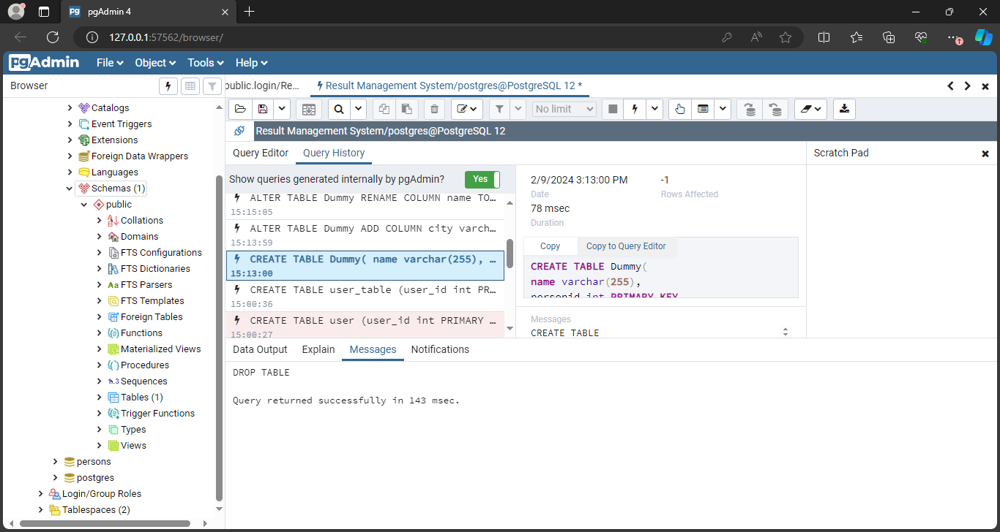 pgAdmin 4
127.0.0.1:57562/browser/
pgAdmin File Object Tools Help
Browser
public.login/Re...
Result Management System/postgres@PostgreSQL 12 *
No limit
Result Management System/postgres@PostgreSQL 12
Catalogs
Event Triggers
Extensions
Foreign Data Wrappers
Languages
Schemas (1)
public
Collations
Domains
FTS Configurations
FTS Dictionaries
FTS Parsers
FTS Templates
Foreign Tables
Functions
Materialized Views
Procedures
Sequences
Tables (1)
Trigger Functions
Types
Views
persons
postgres
Login/Group Roles
Tablespaces (2)
Query Editor Query History
Show queries generated internally by pgAdmin? Yes
ALTER TABLE Dummy RENAME COLUMN name TO...
15:15:05
ALTER TABLE Dummy ADD COLUMN city varch...
15:13:59
CREATE TABLE Dummy( name varchar(255), ...
15:13:00
CREATE TABLE user_table (user_id int PR...
15:00:36
CREATE TABLE user (user_id int PRIMARY ...
15:00:27
2/9/2024 3:13:00 PM -1
Date Rows Affected
78 msec
Duration
Copy Copy to Query Editor
CREATE TABLE Dummy(
name varchar(255),
personid int PRIMARY KEY
Messages
CREATE TABLE
Scratch Pad
Data Output Explain Messages Notifications
DROP TABLE
Query returned successfully in 143 msec.